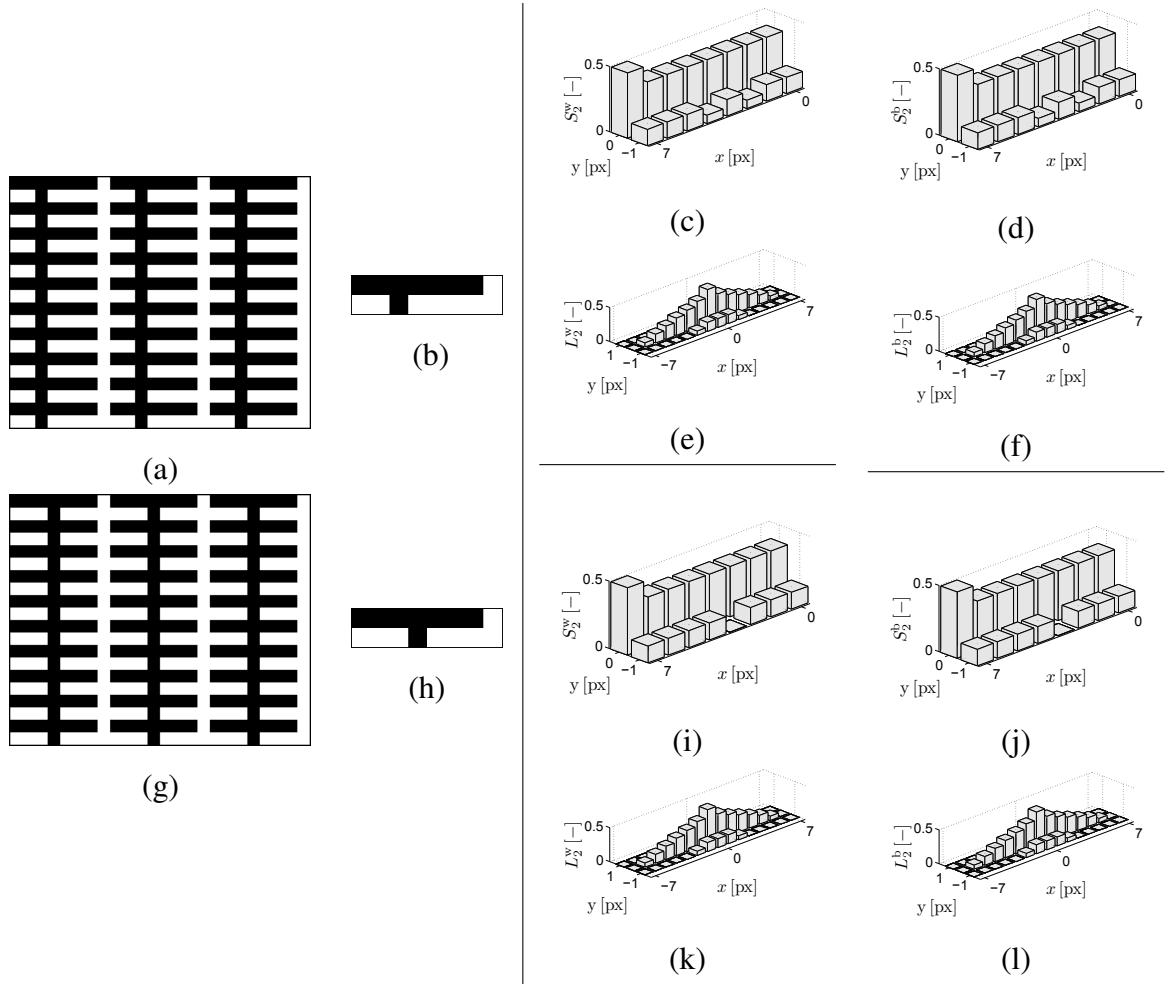 (a)
(b)
(g)
(h)
0.5
0
S₂ʷ [−]
0
−1
7
0
y [px]
x [px]
(c)
0.5
0
S₂ᵇ [−]
0
−1
7
0
y [px]
x [px]
(d)
0.5
0
L₂ʷ [−]
1
−1
−7
0
7
y [px]
x [px]
(e)
0.5
0
L₂ᵇ [−]
1
−1
−7
0
7
y [px]
x [px]
(f)
0.5
0
S₂ʷ [−]
0
−1
7
0
y [px]
x [px]
(i)
0.5
0
S₂ᵇ [−]
0
−1
7
0
y [px]
x [px]
(j)
0.5
0
L₂ʷ [−]
1
−1
−7
0
7
y [px]
x [px]
(k)
0.5
0
L₂ᵇ [−]
1
−1
−7
0
7
y [px]
x [px]
(l)